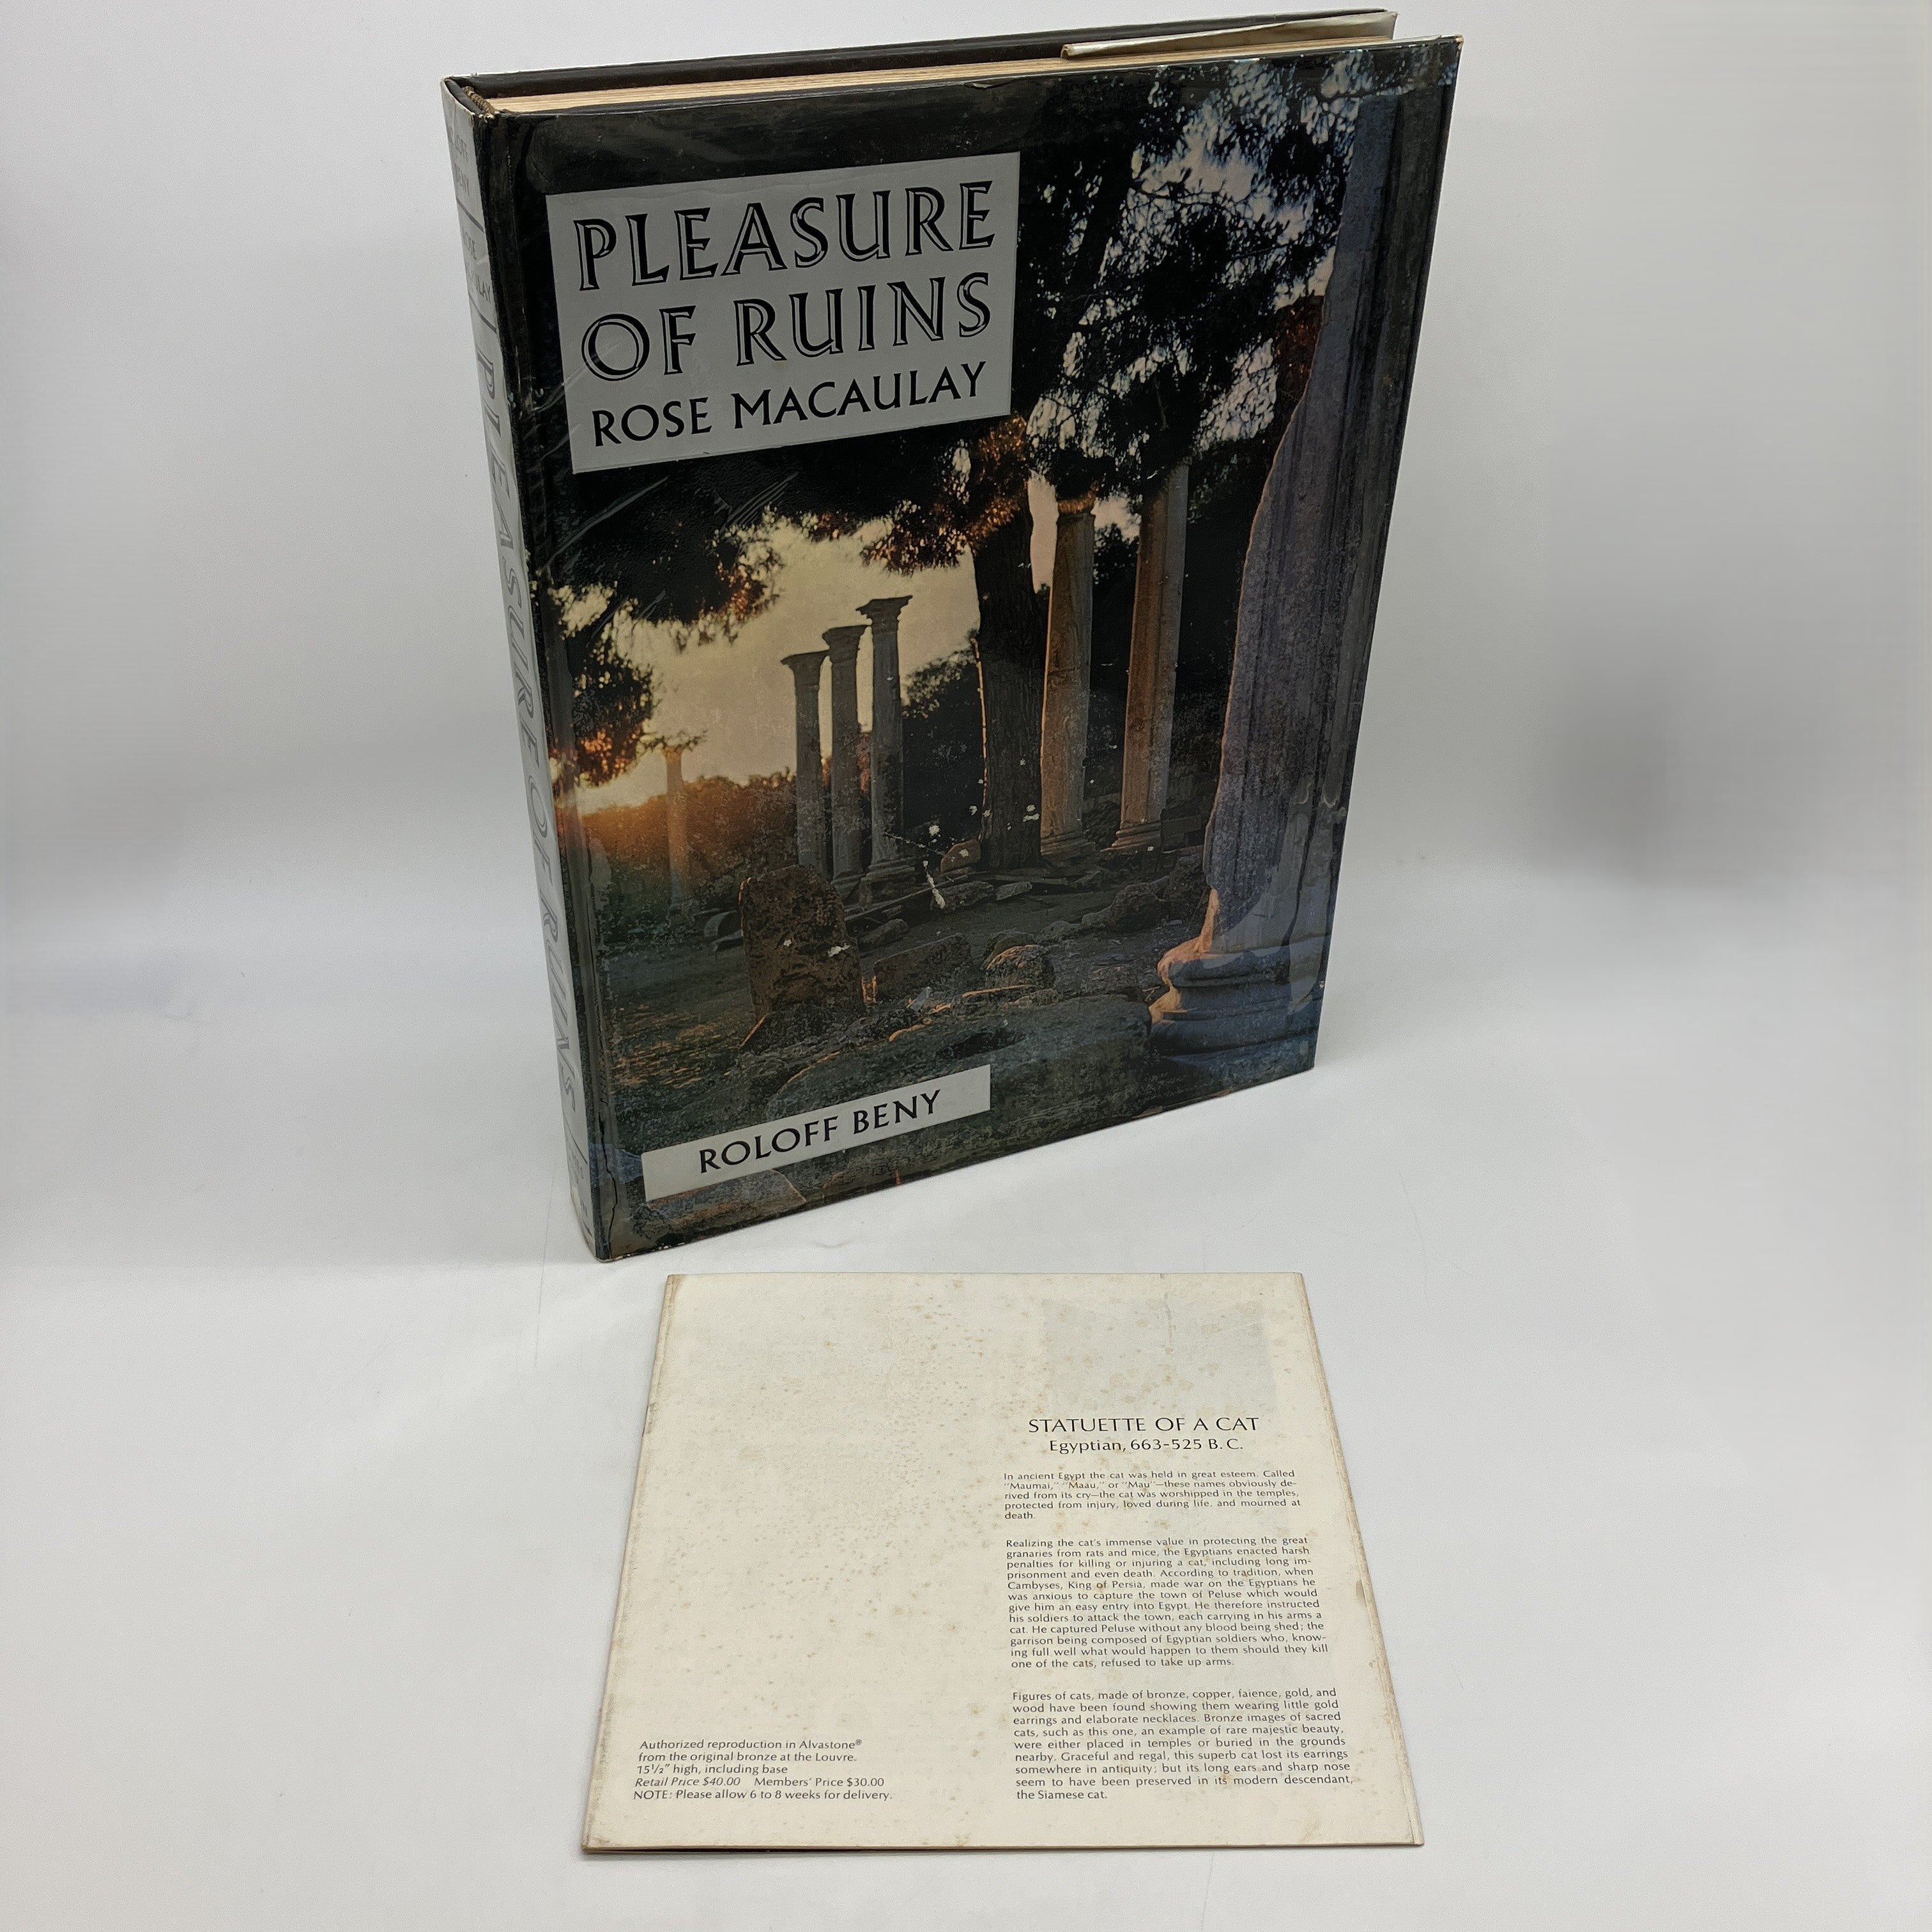 PLEASURE
OF RUINS
ROSE MACAULAY
ROLOFF BENY
PLEASURE OF RUINS
STATUETTE OF A CAT
Egyptian, 663-525 B.C.
In ancient Egypt the cat was held in great esteem. Called
"Maumai," "Maau," or "Mau"—these names obviously de-
rived from its cry—the cat was worshipped in the temples,
protected from injury, loved during life, and mourned at
death.
Realizing the cat's immense value in protecting the great
granaries from rats and mice, the Egyptians enacted harsh
penalties for killing or injuring a cat, including long im-
prisonment and even death. According to tradition, when
Cambyses, King of Persia, made war on the Egyptians he
was anxious to capture the town of Peluse which would
give him an easy entry into Egypt. He therefore instructed
his soldiers to attack the town, each carrying in his arms a
cat. He captured Peluse without any blood being shed; the
garrison being composed of Egyptian soldiers who, know-
ing full well what would happen to them should they kill
one of the cats, refused to take up arms.
Figures of cats, made of bronze, copper, faience, gold, and
wood have been found showing them wearing little gold
earrings and elaborate necklaces. Bronze images of sacred
cats, such as this one, an example of rare majestic beauty,
were either placed in temples or buried in the grounds
nearby. Graceful and regal, this superb cat lost its earrings
somewhere in antiquity; but its long ears and sharp nose
seem to have been preserved in its modern descendant,
the Siamese cat.
Authorized reproduction in Alvastone®
from the original bronze at the Louvre.
15½" high, including base
Retail Price $40.00 Members' Price $30.00
NOTE: Please allow 6 to 8 weeks for delivery.